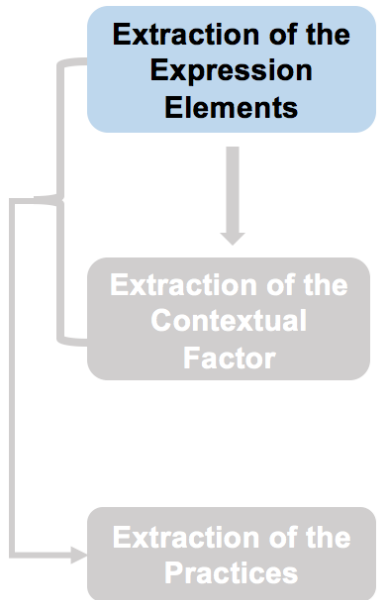 Extraction of the
Expression
Elements
Extraction of the
Contextual
Factor
Extraction of the
Practices